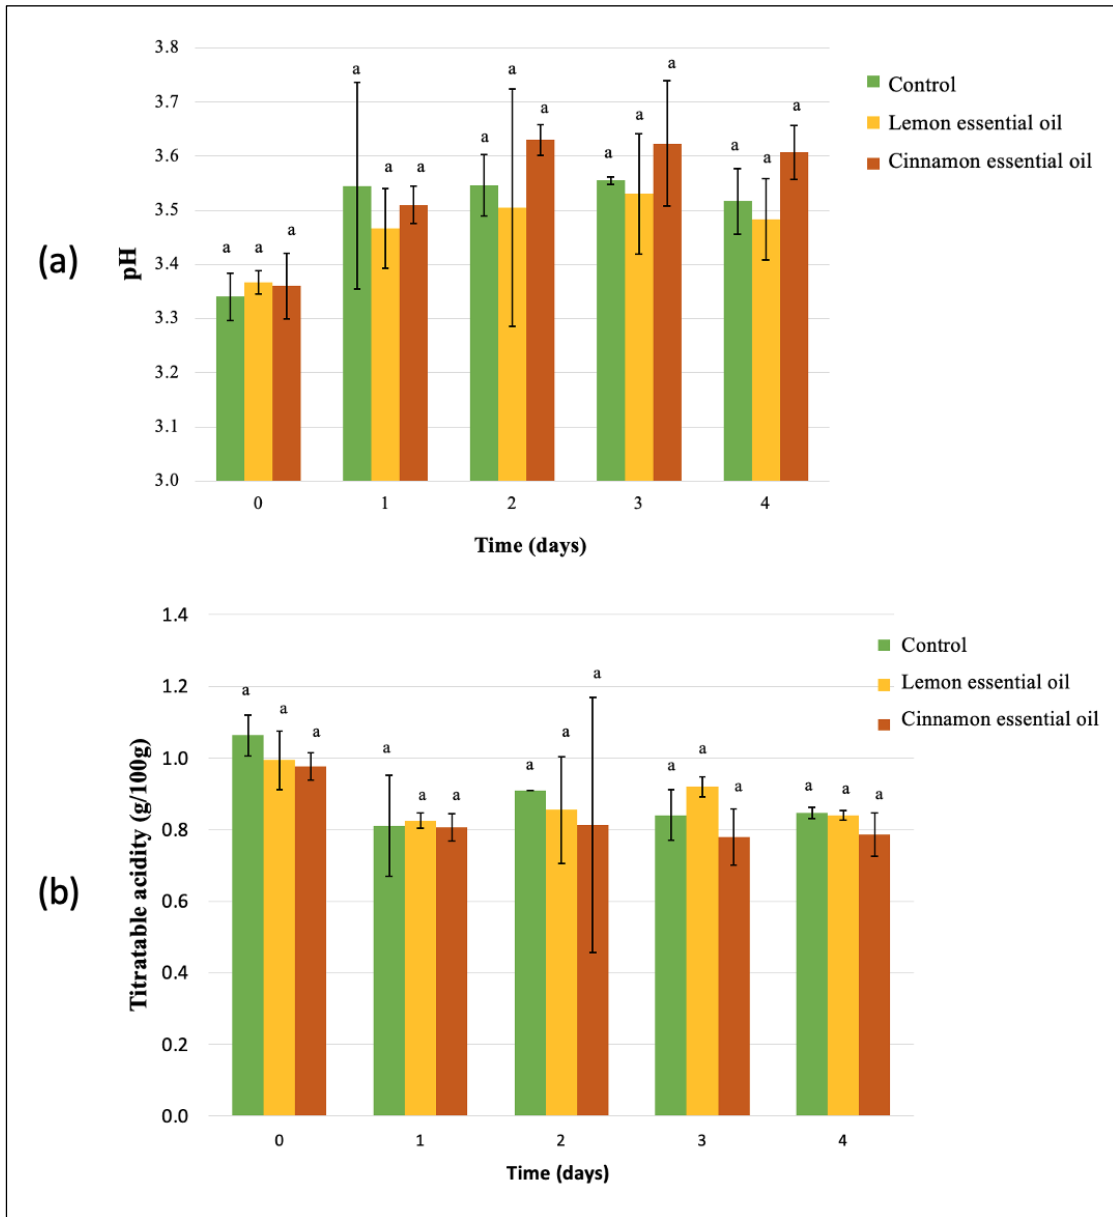 3.8
3.7
3.6
3.5
3.4
3.3
3.2
3.1
3.0
pH
(a)
a a a
a a a
a a a
a a a
a a a
0 1 2 3 4
Time (days)
Control
Lemon essential oil
Cinnamon essential oil
1.4
1.2
1.0
0.8
0.6
0.4
0.2
0.0
Titratable acidity (g/100g)
(b)
a a a
a a a
a a a
a a a
a a a
0 1 2 3 4
Time (days)
Control
Lemon essential oil
Cinnamon essential oil